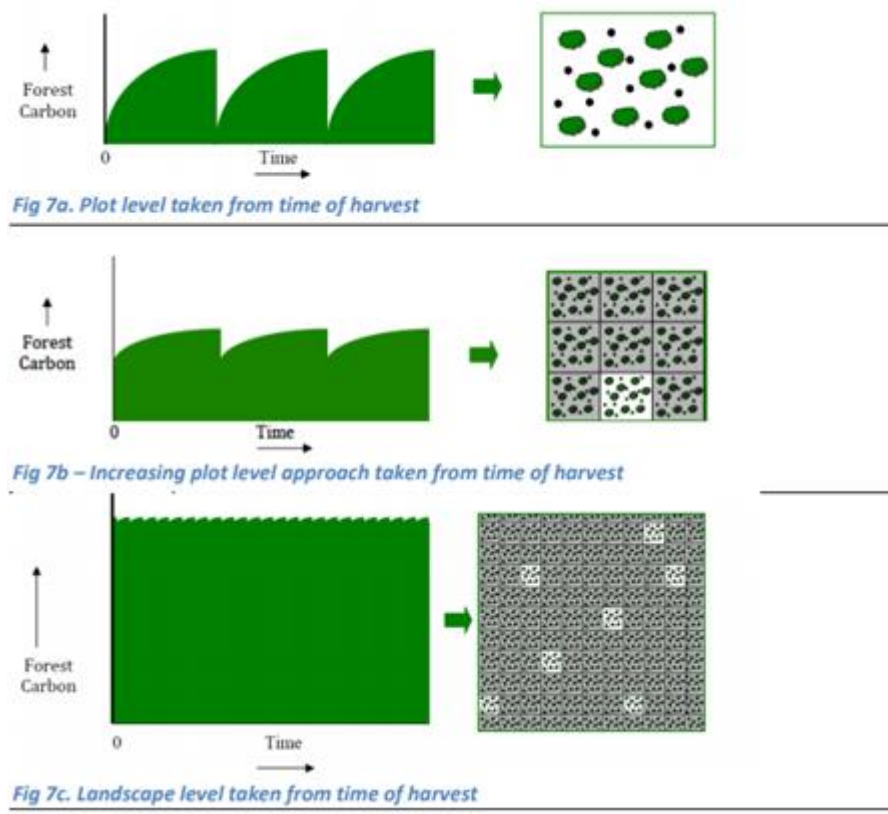 Forest
Carbon
0
Time
Fig 7a. Plot level taken from time of harvest
Forest
Carbon
0
Time
Fig 7b – Increasing plot level approach taken from time of harvest
Forest
Carbon
0
Time
Fig 7c. Landscape level taken from time of harvest